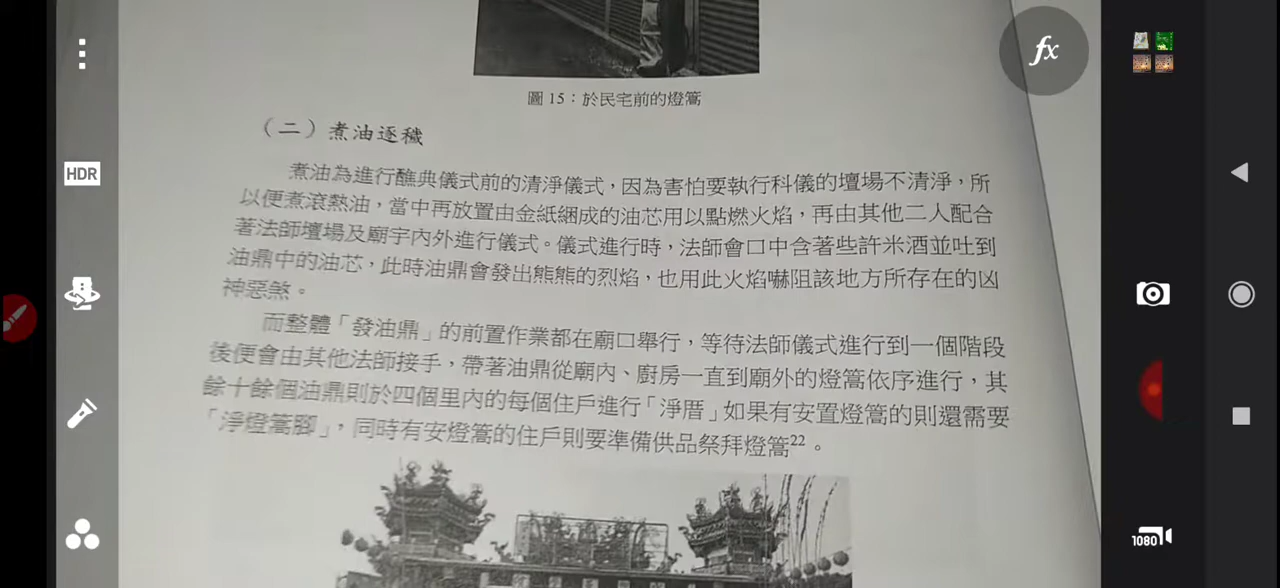 fx
HDR
1080
圖 15：於民宅前的燈篙
（二）煮油逐穢
煮油為進行醮典儀式前的清淨儀式，因為害怕要執行科儀的壇場不清淨，所
以便煮滾熱油，當中再放置由金紙綑成的油芯用以點燃火焰，再由其他二人配合
著法師壇場及廟宇內外進行儀式。儀式進行時，法師會口中含著些許米酒並吐到
油鼎中的油芯，此時油鼎會發出熊熊的烈焰，也用此火焰嚇阻該地方所存在的凶
神惡煞。
而整體「發油鼎」的前置作業都在廟口舉行，等待法師儀式進行到一個階段
後便會由其他法師接手，帶著油鼎從廟內、廚房一直到廟外的燈篙依序進行，其
餘十餘個油鼎則於四個里內的每個住戶進行「淨厝」如果有安置燈篙的則還需要
「淨燈篙腳」，同時有安燈篙的住戶則要準備供品祭拜燈篙22。